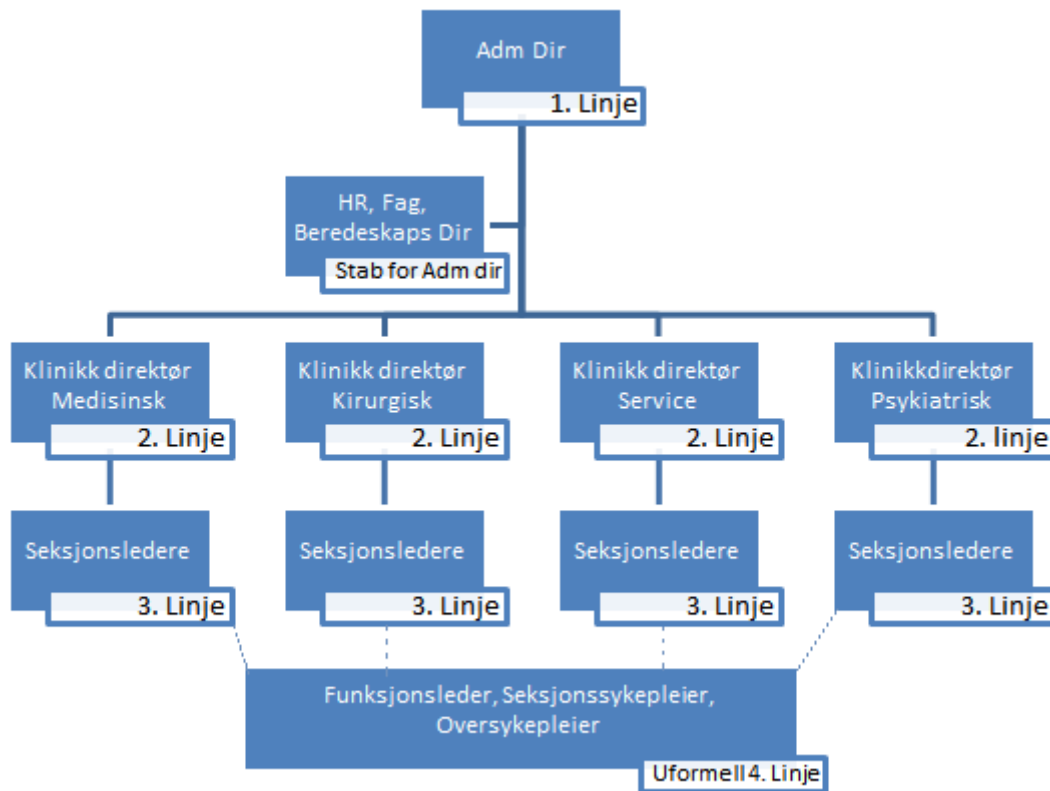 Adm Dir
1. Linje
HR, Fag,
Beredeskaps Dir
Stab for Adm dir
Klinikk direktør
Medisinsk
2. Linje
Klinikk direktør
Kirurgisk
2. Linje
Klinikk direktør
Service
2. Linje
Klinikkdirektør
Psykiatrisk
2. linje
Seksjonsledere
3. Linje
Seksjonsledere
3. Linje
Seksjonsledere
3. Linje
Seksjonsledere
3. Linje
Funksjonsleder, Seksjonssykepleier,
Oversykepleier
Uformell 4. Linje